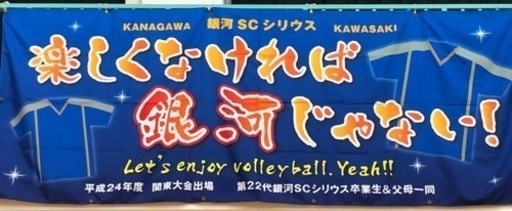 KANAGAWA 銀河SCシリウス KAWASAKI
楽しくなければ
銀河じゃない!
Let's enjoy volleyball.Yeah!!
平成24年度 関東大会出場 第22代銀河SCシリウス卒業生&父母一同